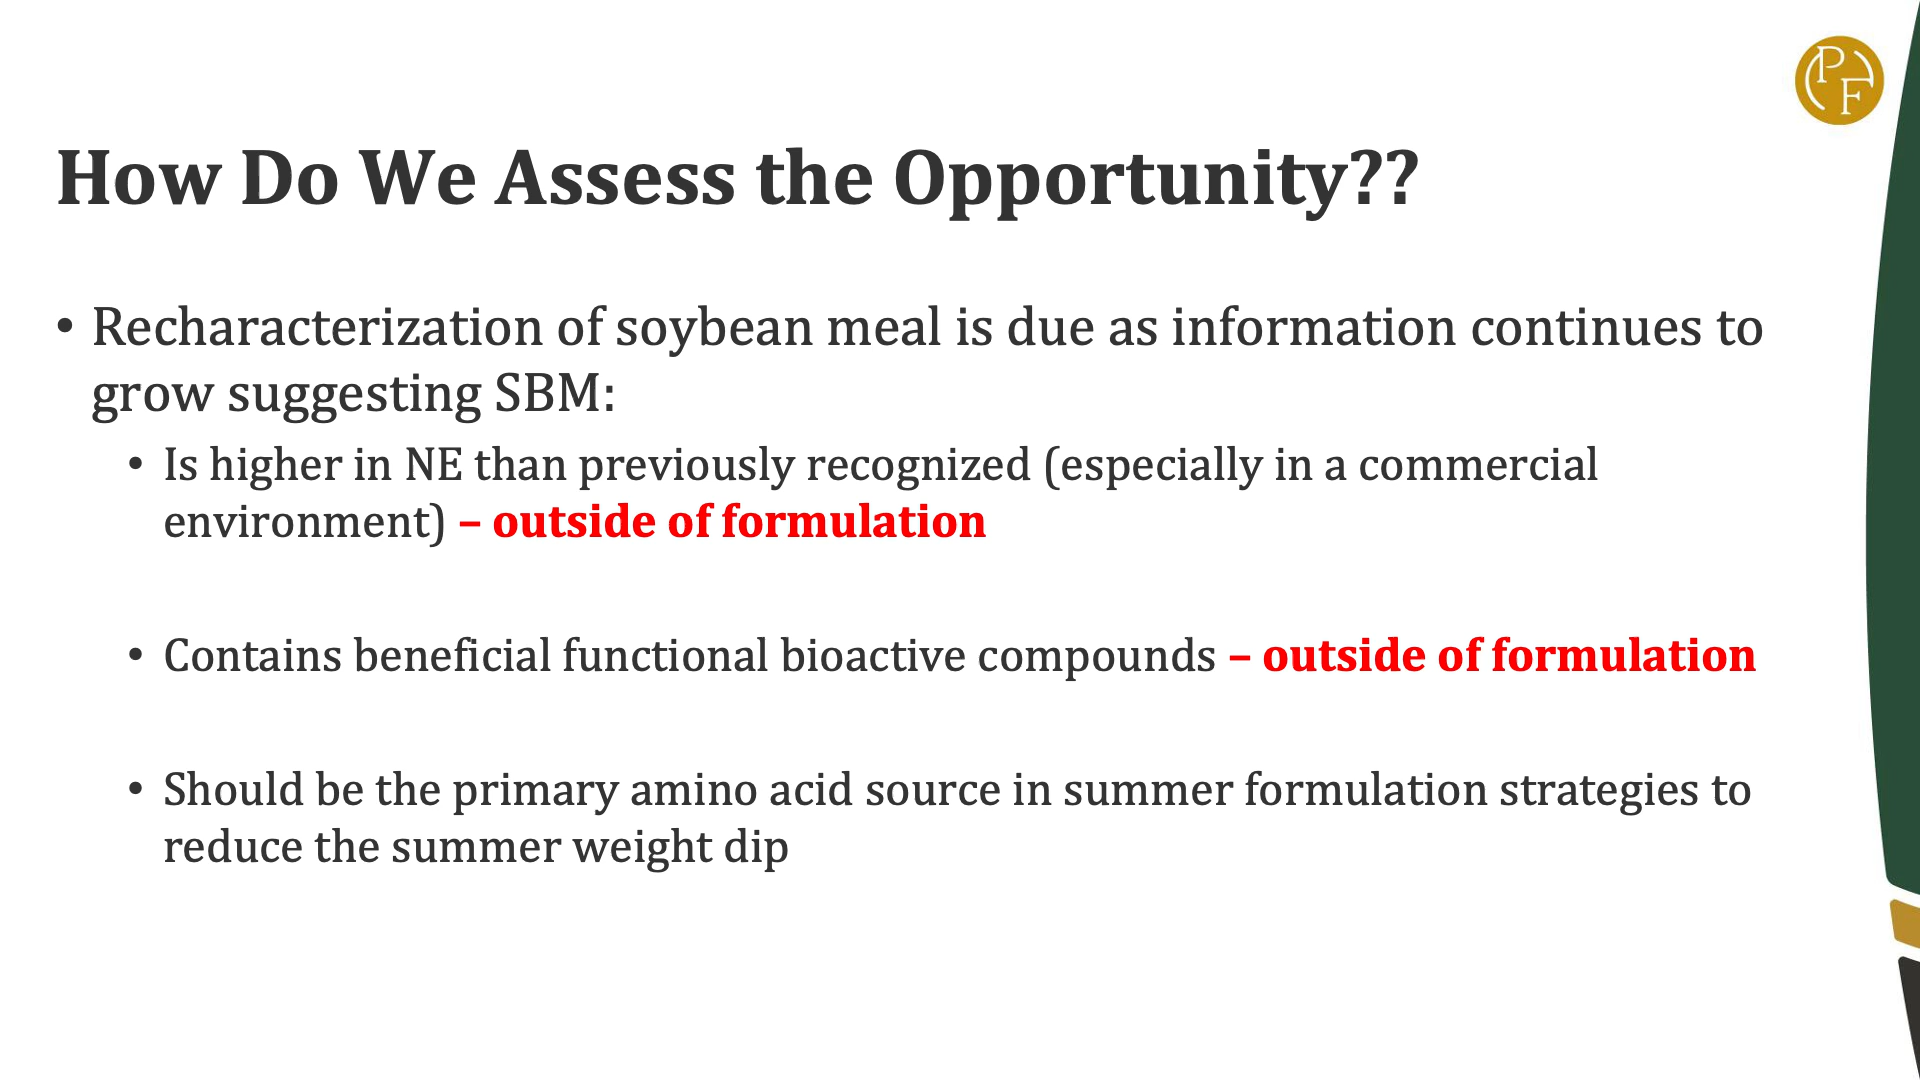 P
F
How Do We Assess the Opportunity??
• Recharacterization of soybean meal is due as information continues to
grow suggesting SBM:
• Is higher in NE than previously recognized (especially in a commercial
environment) – outside of formulation
• Contains beneficial functional bioactive compounds – outside of formulation
• Should be the primary amino acid source in summer formulation strategies to
reduce the summer weight dip